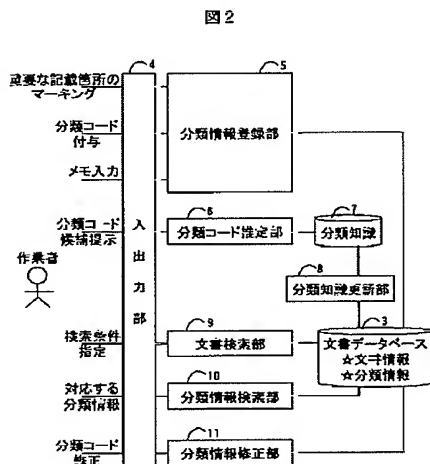 図2
4
5
重要な記載箇所の
マーキング
分類コード
付与
分類情報登録部
メモ入力
分類コード
候補提示
6
分類コード推定部
7
分類知識
作業者
入出力部
8
分類知識更新部
検索条件
指定
9
文書検索部
3
文書データベース
☆文書情報
☆分類情報
対応する
分類情報
10
分類情報検索部
分類コード
修正
11
分類情報修正部